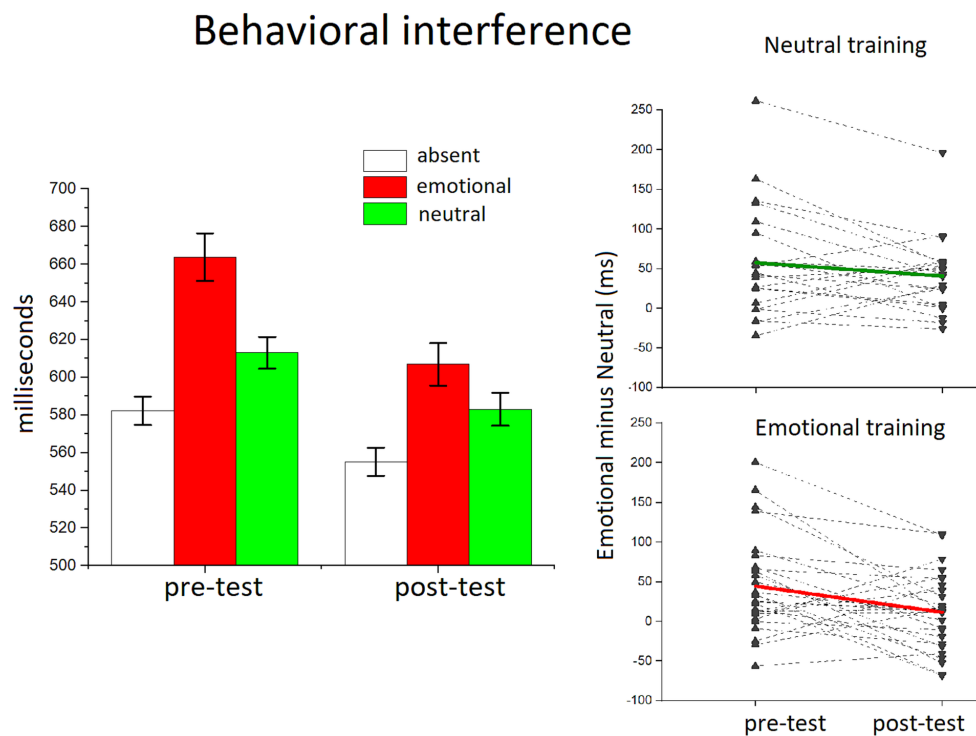 Behavioral interference
absent
emotional
neutral
milliseconds
700
680
660
640
620
600
580
560
540
520
500
pre-test
post-test
Neutral training
Emotional minus Neutral (ms)
250
200
150
100
50
0
-50
-100
Emotional training
250
200
150
100
50
0
-50
-100
pre-test
post-test